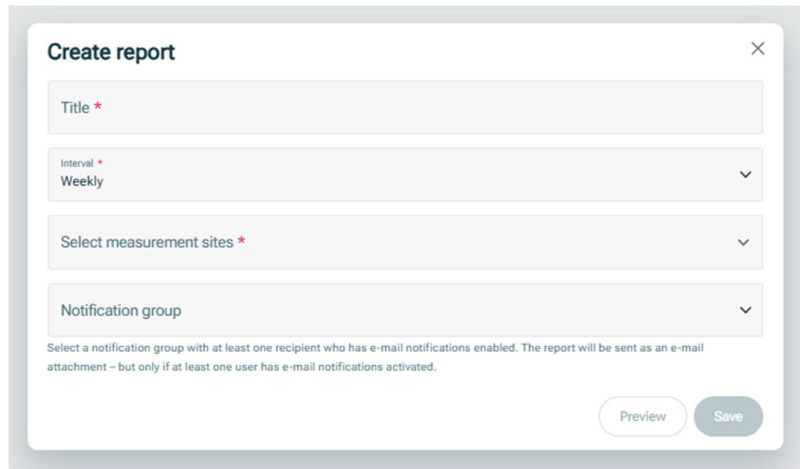 Create report
Title *
Interval *
Weekly
Select measurement sites *
Notification group
Select a notification group with at least one recipient who has e-mail notifications enabled. The report will be sent as an e-mail
attachment – but only if at least one user has e-mail notifications activated.
Preview
Save